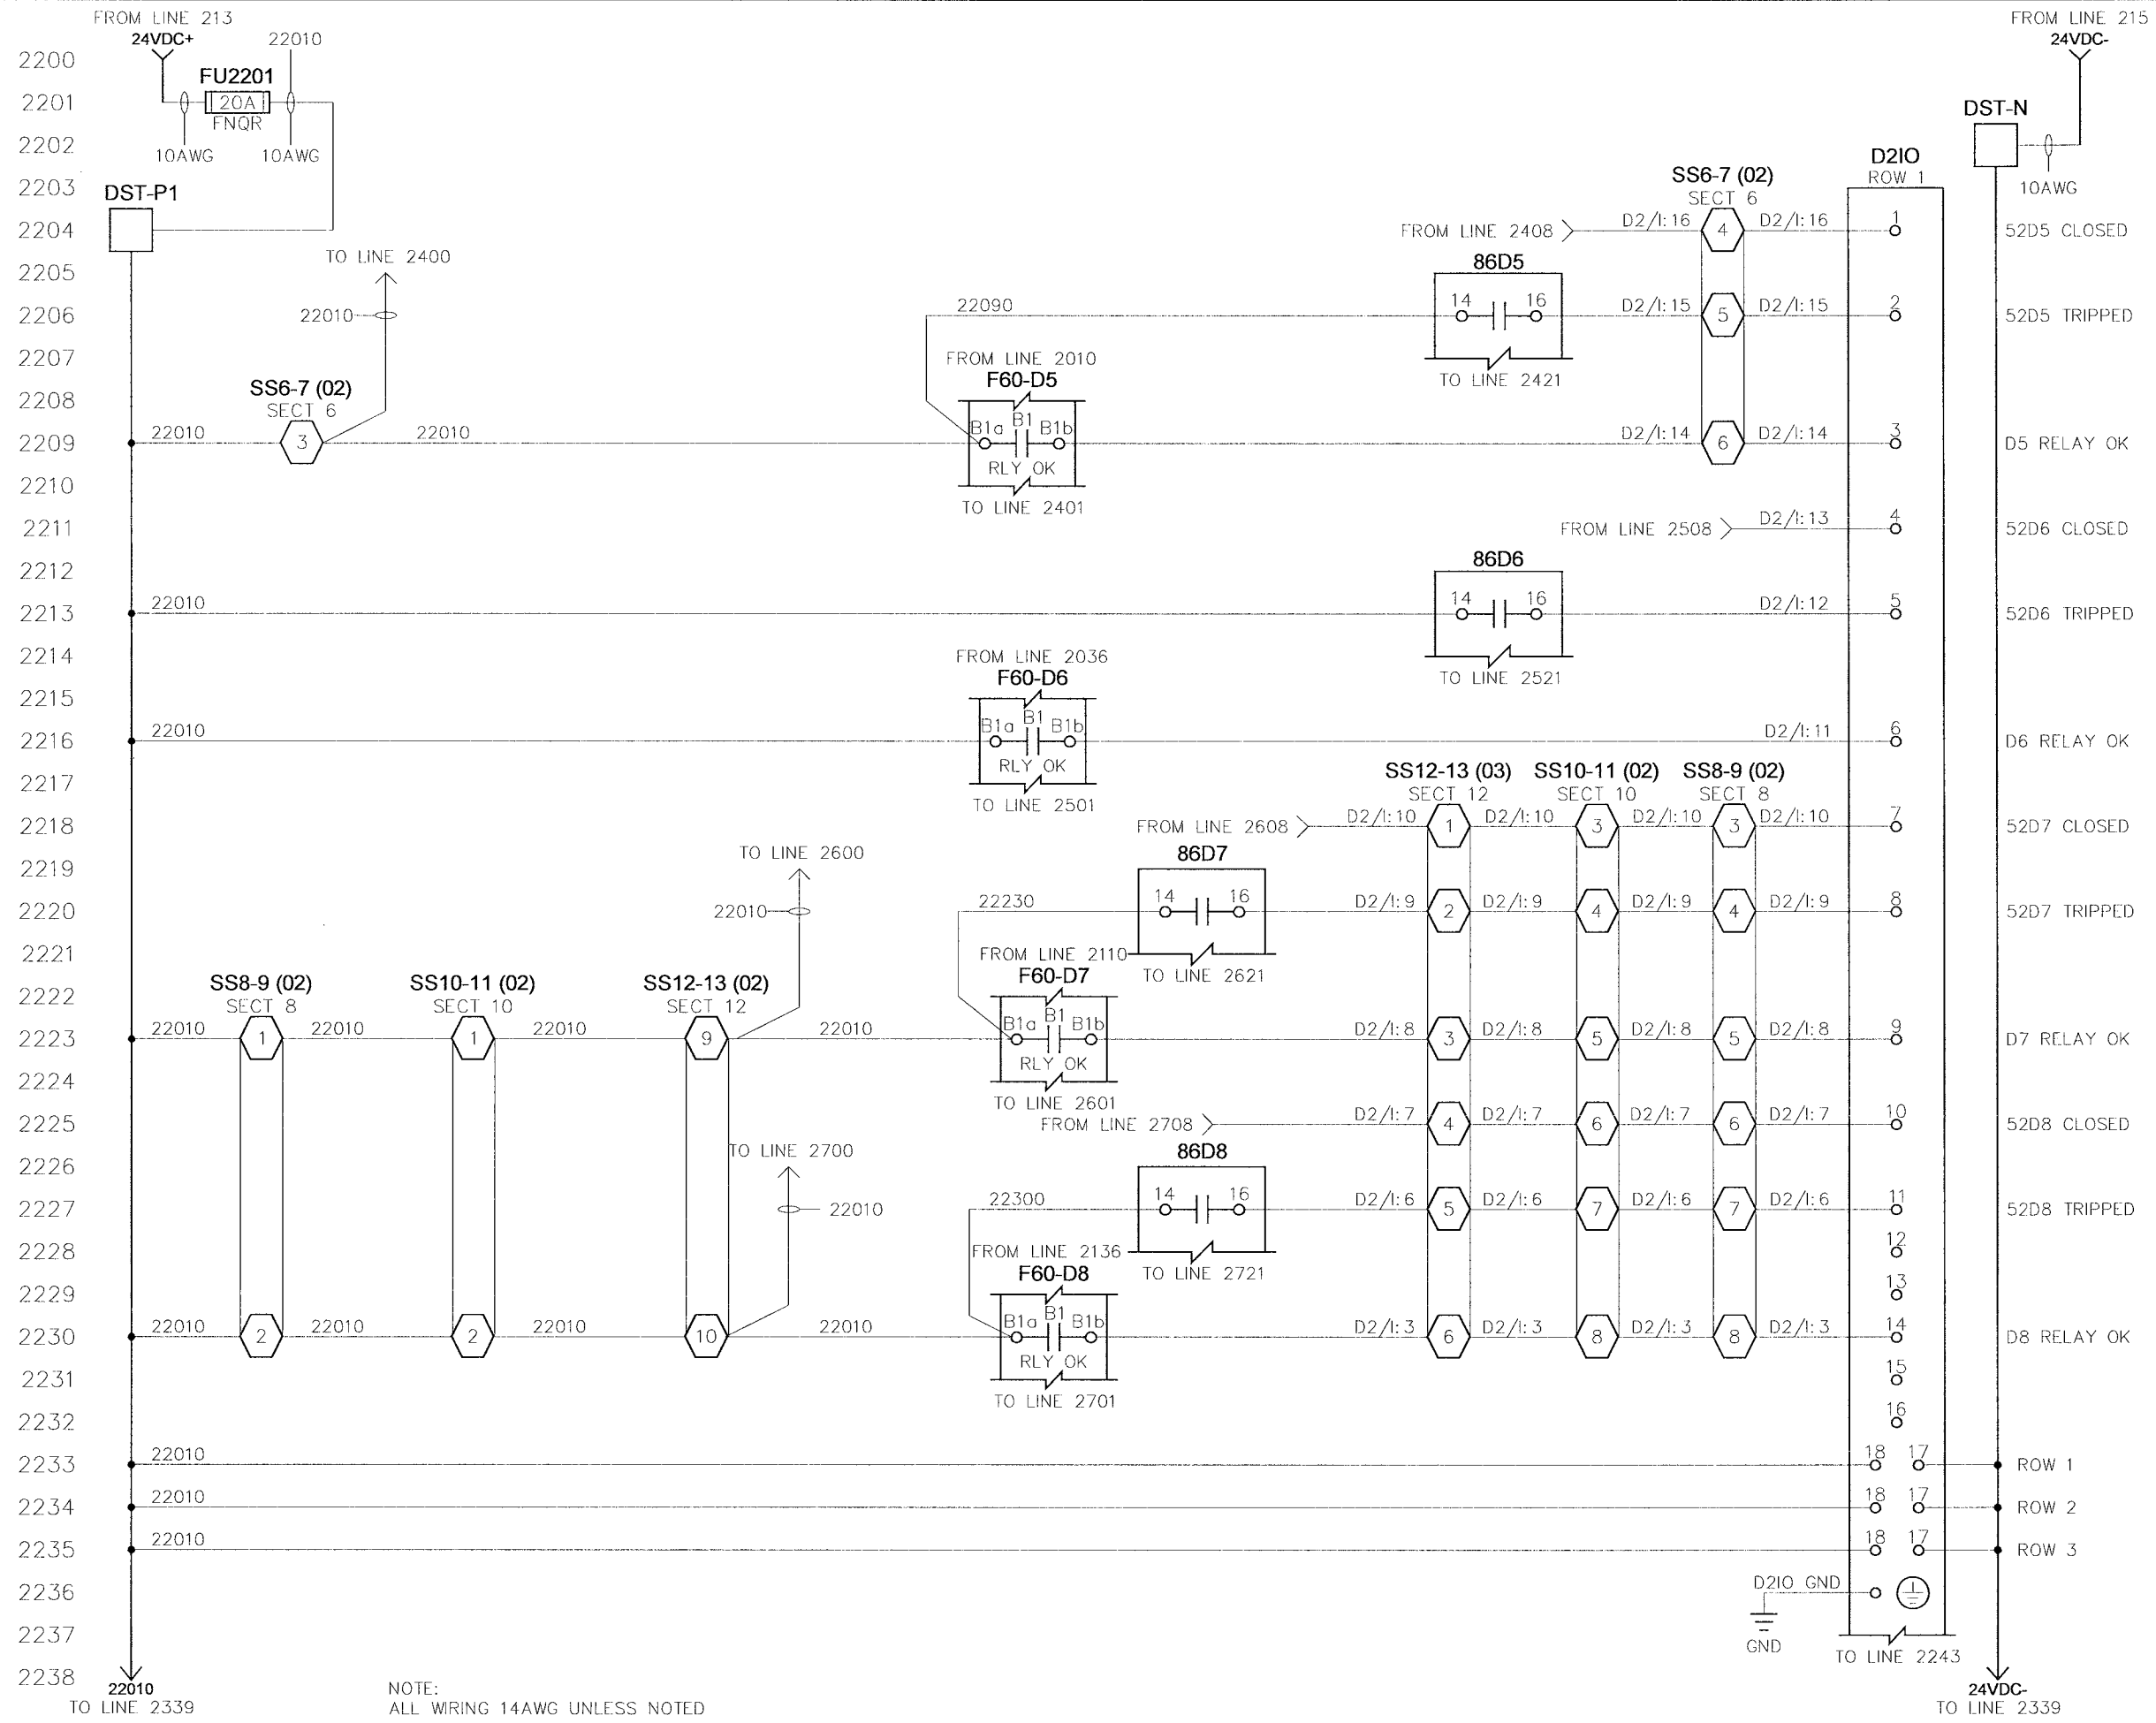 FROM LINE 213
24VDC+
22010
FROM LINE 215
24VDC-
2200
FU2201
2201
20A
FNQR
DST-N
2202
10AWG
10AWG
D2IO
2203
DST-P1
SS6-7 (02)
ROW 1
10AWG
SECT 6
2204
FROM LINE 2408
D2/I:16
4
D2/I:16
1
52D5 CLOSED
2205
TO LINE 2400
86D5
2206
22010
22090
14
16
D2/I:15
5
D2/I:15
2
52D5 TRIPPED
2207
FROM LINE 2010
F60-D5
TO LINE 2421
2208
SS6-7 (02)
SECT 6
2209
22010
3
22010
B1a
B1
B1b
RLY OK
D2/I:14
6
D2/I:14
3
D5 RELAY OK
2210
TO LINE 2401
2211
FROM LINE 2508
D2/I:13
4
52D6 CLOSED
2212
86D6
2213
22010
14
16
D2/I:12
5
52D6 TRIPPED
2214
FROM LINE 2036
F60-D6
TO LINE 2521
2215
2216
22010
B1a
B1
B1b
RLY OK
D2/I:11
6
D6 RELAY OK
2217
TO LINE 2501
SS12-13 (03)
SECT 12
SS10-11 (02)
SECT 10
SS8-9 (02)
SECT 8
2218
FROM LINE 2608
D2/I:10
1
D2/I:10
3
D2/I:10
3
D2/I:10
7
52D7 CLOSED
2219
TO LINE 2600
86D7
2220
22010
22230
14
16
D2/I:9
2
D2/I:9
4
D2/I:9
4
D2/I:9
8
52D7 TRIPPED
2221
FROM LINE 2110
F60-D7
TO LINE 2621
2222
SS8-9 (02)
SECT 8
SS10-11 (02)
SECT 10
SS12-13 (02)
SECT 12
2223
22010
1
22010
1
22010
9
22010
B1a
B1
B1b
RLY OK
D2/I:8
3
D2/I:8
5
D2/I:8
5
D2/I:8
9
D7 RELAY OK
2224
TO LINE 2601
2225
FROM LINE 2708
D2/I:7
4
D2/I:7
6
D2/I:7
6
D2/I:7
10
52D8 CLOSED
2226
TO LINE 2700
86D8
2227
22010
22300
14
16
D2/I:6
5
D2/I:6
7
D2/I:6
7
D2/I:6
11
52D8 TRIPPED
2228
FROM LINE 2136
F60-D8
TO LINE 2721
12
2229
13
2230
22010
2
22010
2
22010
10
22010
B1a
B1
B1b
RLY OK
D2/I:3
6
D2/I:3
8
D2/I:3
8
D2/I:3
14
D8 RELAY OK
2231
TO LINE 2701
15
2232
16
2233
22010
18
17
ROW 1
2234
22010
18
17
ROW 2
2235
22010
18
17
ROW 3
2236
D2IO GND
2237
GND
TO LINE 2243
2238
22010
TO LINE 2339
NOTE:
ALL WIRING 14AWG UNLESS NOTED
24VDC-
TO LINE 2339